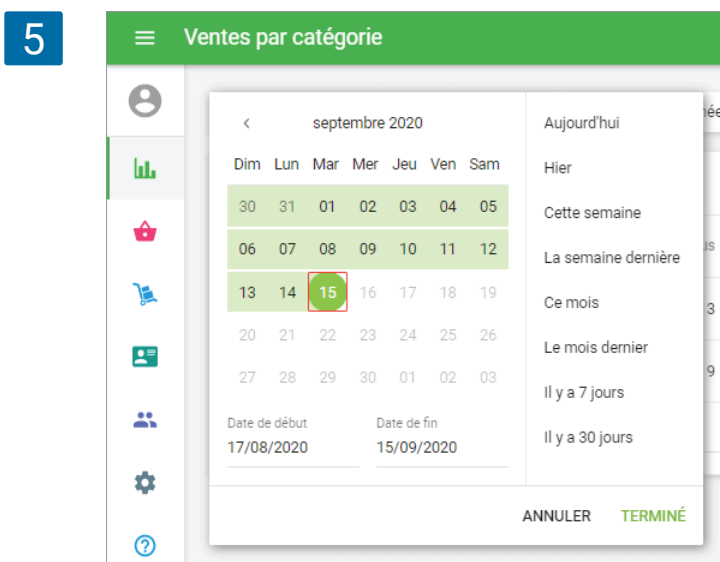 5
Ventes par catégorie
septembre 2020
Dim Lun Mar Mer Jeu Ven Sam
30 31 01 02 03 04 05
06 07 08 09 10 11 12
13 14 15 16 17 18 19
20 21 22 23 24 25 26
27 28 29 30 01 02 03
Date de début Date de fin
17/08/2020 15/09/2020
Aujourd'hui
Hier
Cette semaine
La semaine dernière
Ce mois
Le mois dernier
Il y a 7 jours
Il y a 30 jours
ANNULER TERMINÉ
3
9